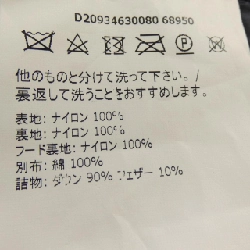 D20934630080 68950
他のものと分けて洗って下さい。/
裏返して洗うことをおすすめします。
表地: ナイロン 100%
裏地: ナイロン 100%
フード裏地: ナイロン 100%
別布: 綿 100%
詰物: ダウン 90% フェザー 10%